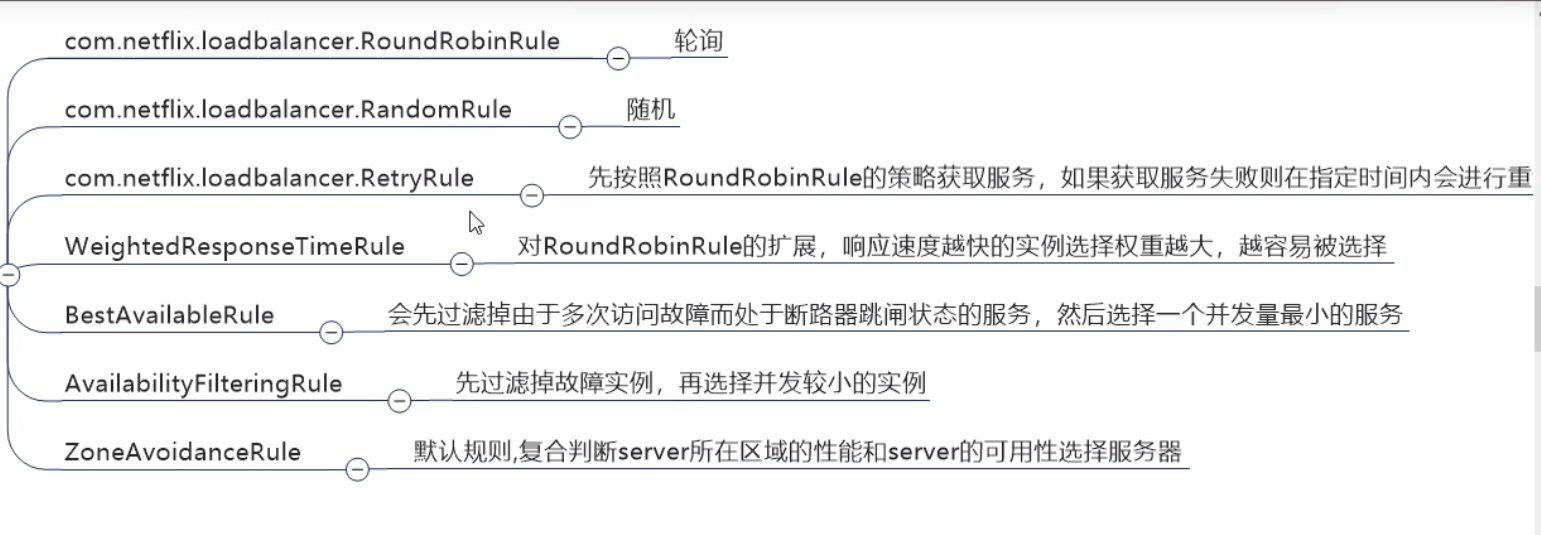 com.netflix.loadbalancer.RoundRobinRule 轮询
com.netflix.loadbalancer.RandomRule 随机
com.netflix.loadbalancer.RetryRule 先按照RoundRobinRule的策略获取服务，如果获取服务失败则在指定时间内会进行重
WeightedResponseTimeRule 对RoundRobinRule的扩展，响应速度越快的实例选择权重越大，越容易被选择
BestAvailableRule 会先过滤掉由于多次访问故障而处于断路器跳闸状态的服务，然后选择一个并发量最小的服务
AvailabilityFilteringRule 先过滤掉故障实例，再选择并发较小的实例
ZoneAvoidanceRule 默认规则,复合判断server所在区域的性能和server的可用性选择服务器